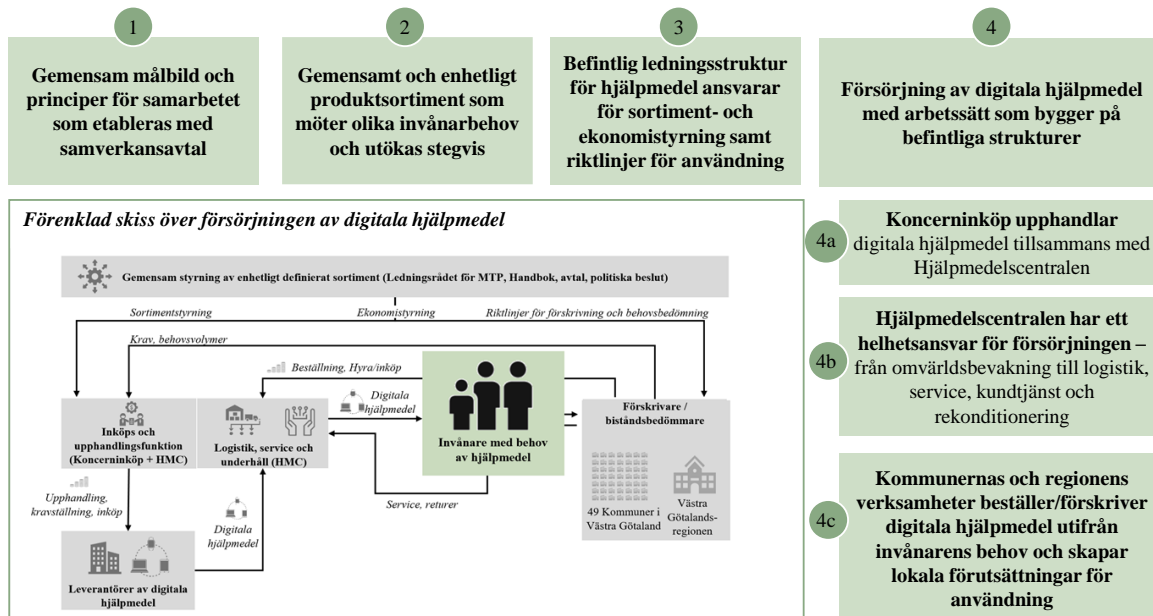 1
Gemensam målbild och
principer för samarbetet
som etableras med
samverkansavtal
2
Gemensamt och enhetligt
produktsortiment som
möter olika invånarbehov
och utökas stegvis
3
Befintlig ledningsstruktur
för hjälpmedel ansvarar
för sortiment- och
ekonomistyrning samt
riktlinjer för användning
4
Försörjning av digitala hjälpmedel
med arbetssätt som bygger på
befintliga strukturer
Förenklad skiss över försörjningen av digitala hjälpmedel
Gemensam styrning av enhetligt definierat sortiment (Ledningsrådet för MTP, Handbok, avtal, politiska beslut)
Sortimentstyrning
Ekonomistyrning
Riktlinjer för förskrivning och behovsbedömning
Krav, behovsvolymer
Beställning, Hyra/inköp
Digitala
hjälpmedel
Inköps och
upphandlingsfunktion
(Koncerninköp + HMC)
Logistik, service och
underhåll (HMC)
Invånare med behov
av hjälpmedel
Förskrivare /
biståndsbedömmare
49 Kommuner i
Västra Götaland
Västra
Götalands-
regionen
Service, returer
Upphandling,
kravställning, inköp
Digitala
hjälpmedel
Leverantörer av digitala
hjälpmedel
4a
Koncerninköp upphandlar
digitala hjälpmedel tillsammans med
Hjälpmedelscentralen
4b
Hjälpmedelscentralen har ett
helhetsansvar för försörjningen –
från omvärldsbevakning till logistik,
service, kundtjänst och
rekonditionering
4c
Kommunernas och regionens
verksamheter beställer/förskriver
digitala hjälpmedel utifrån
invånarens behov och skapar
lokala förutsättningar för
användning